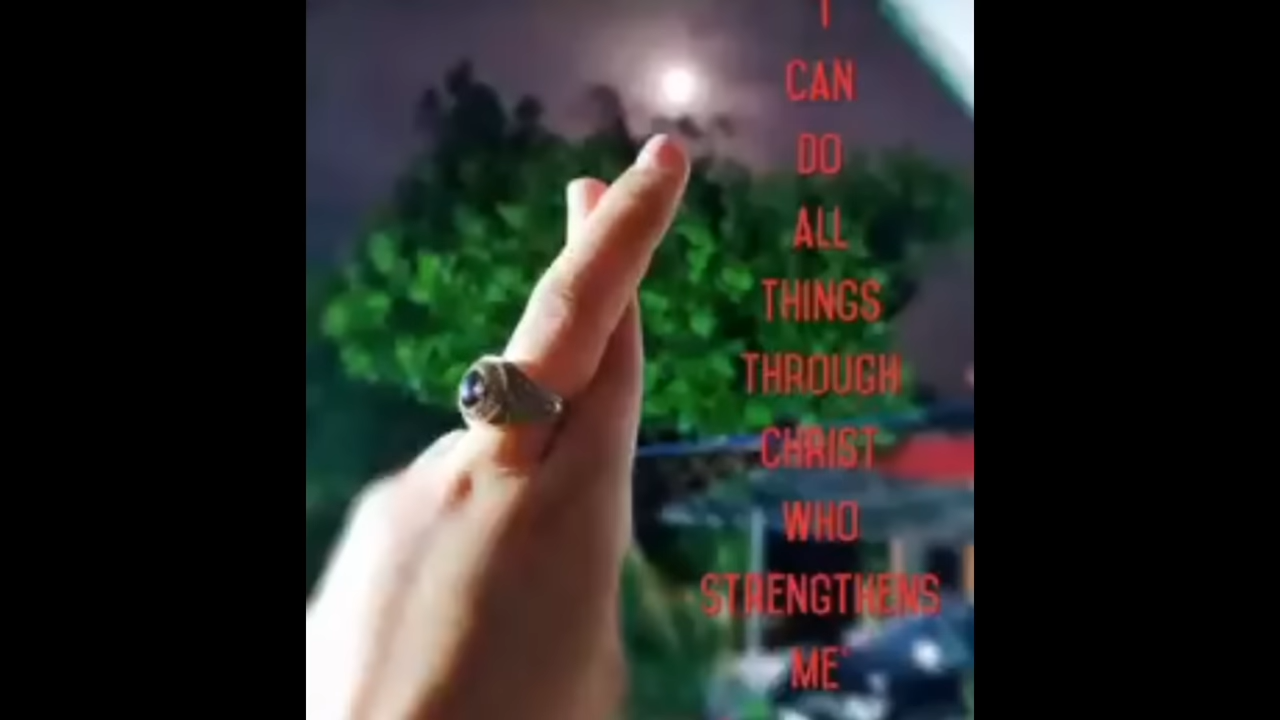 I
CAN
DO
ALL
THINGS
THROUGH
CHRIST
WHO
STRENGTHENS
ME"